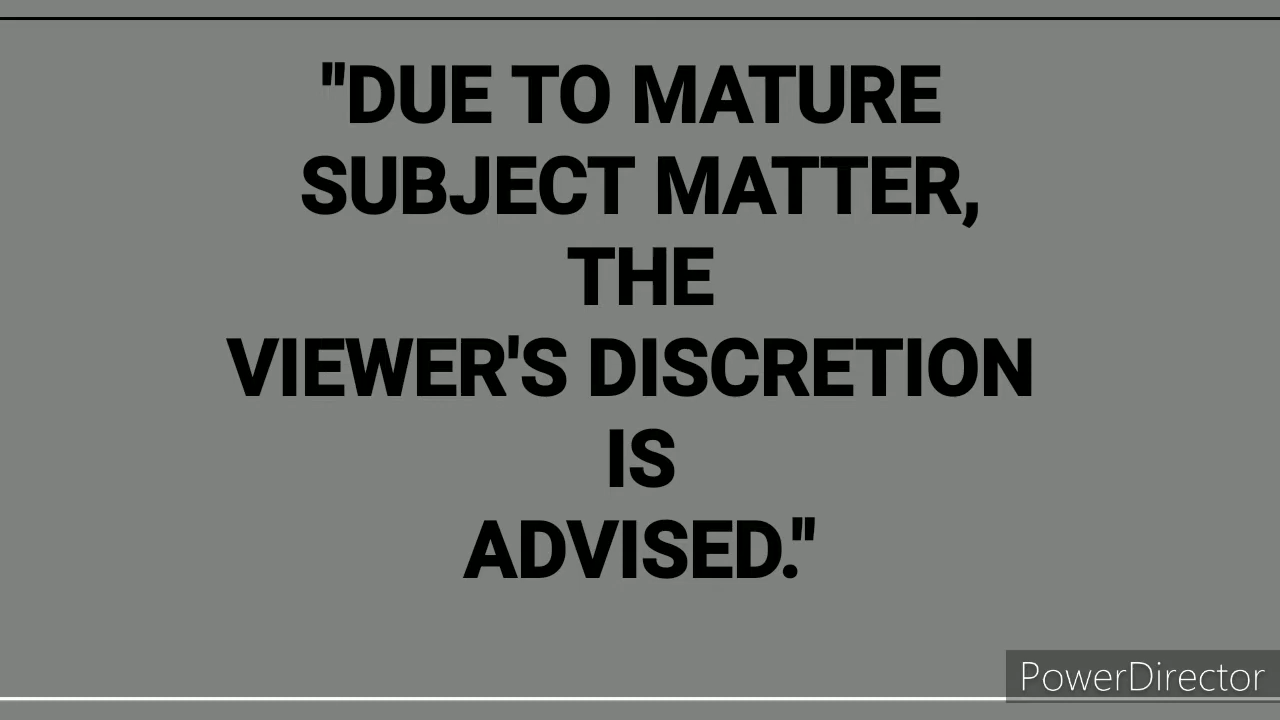 "DUE TO MATURE
SUBJECT MATTER,
THE
VIEWER'S DISCRETION
IS
ADVISED."
PowerDirector